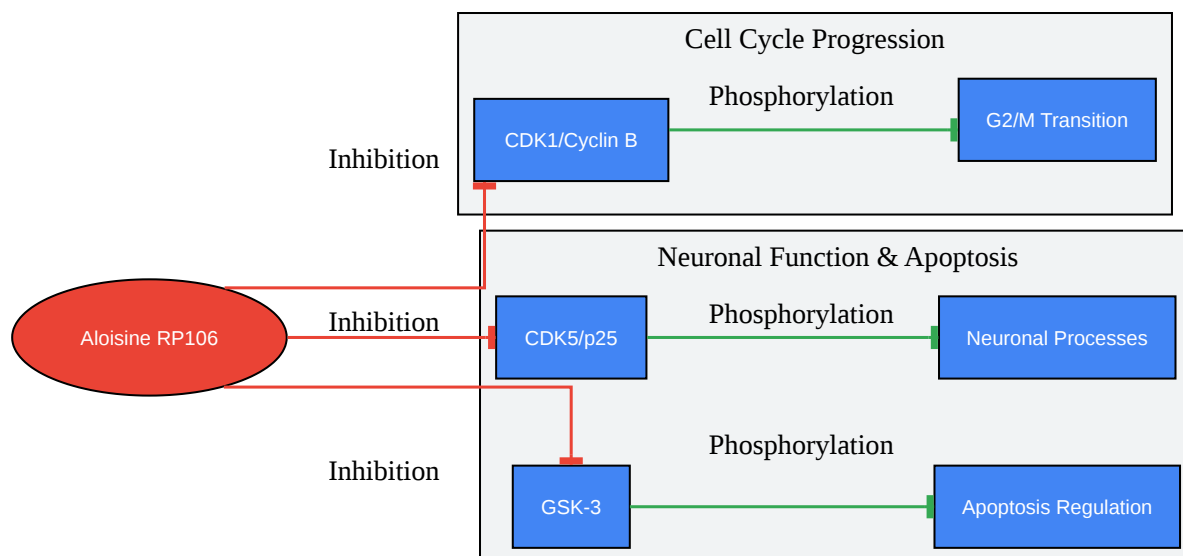 Cell Cycle Progression
Phosphorylation
CDK1/Cyclin B
G2/M Transition
Inhibition
Neuronal Function & Apoptosis
Aloisine RP106
Inhibition
CDK5/p25
Phosphorylation
Neuronal Processes
Inhibition
GSK-3
Phosphorylation
Apoptosis Regulation